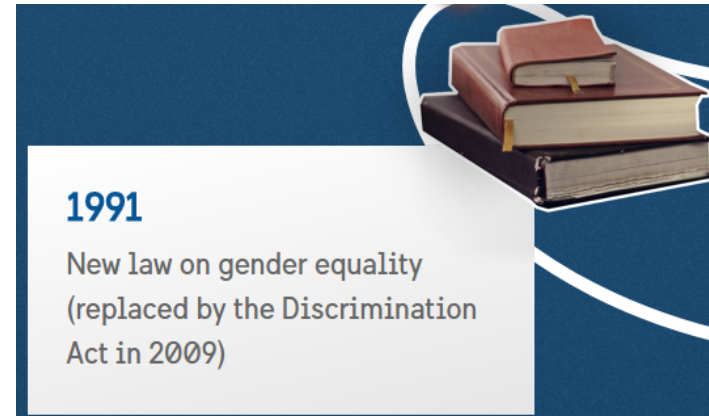 1991
New law on gender equality
(replaced by the Discrimination
Act in 2009)